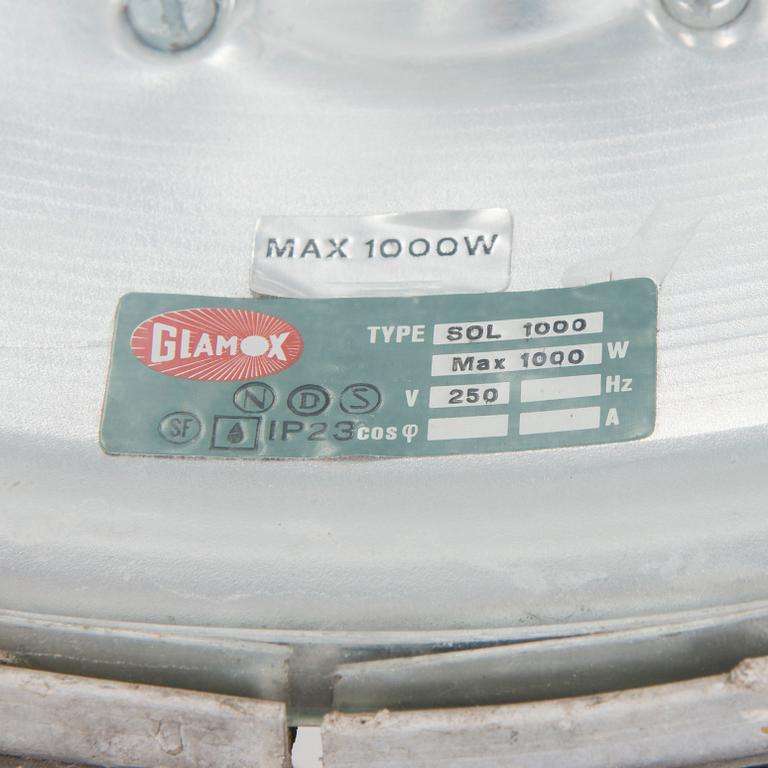 MAX 1000W
GLAMOX
TYPE SOL 1000
Max 1000 W
N D S
V 250 Hz
SF IP23 cos φ A